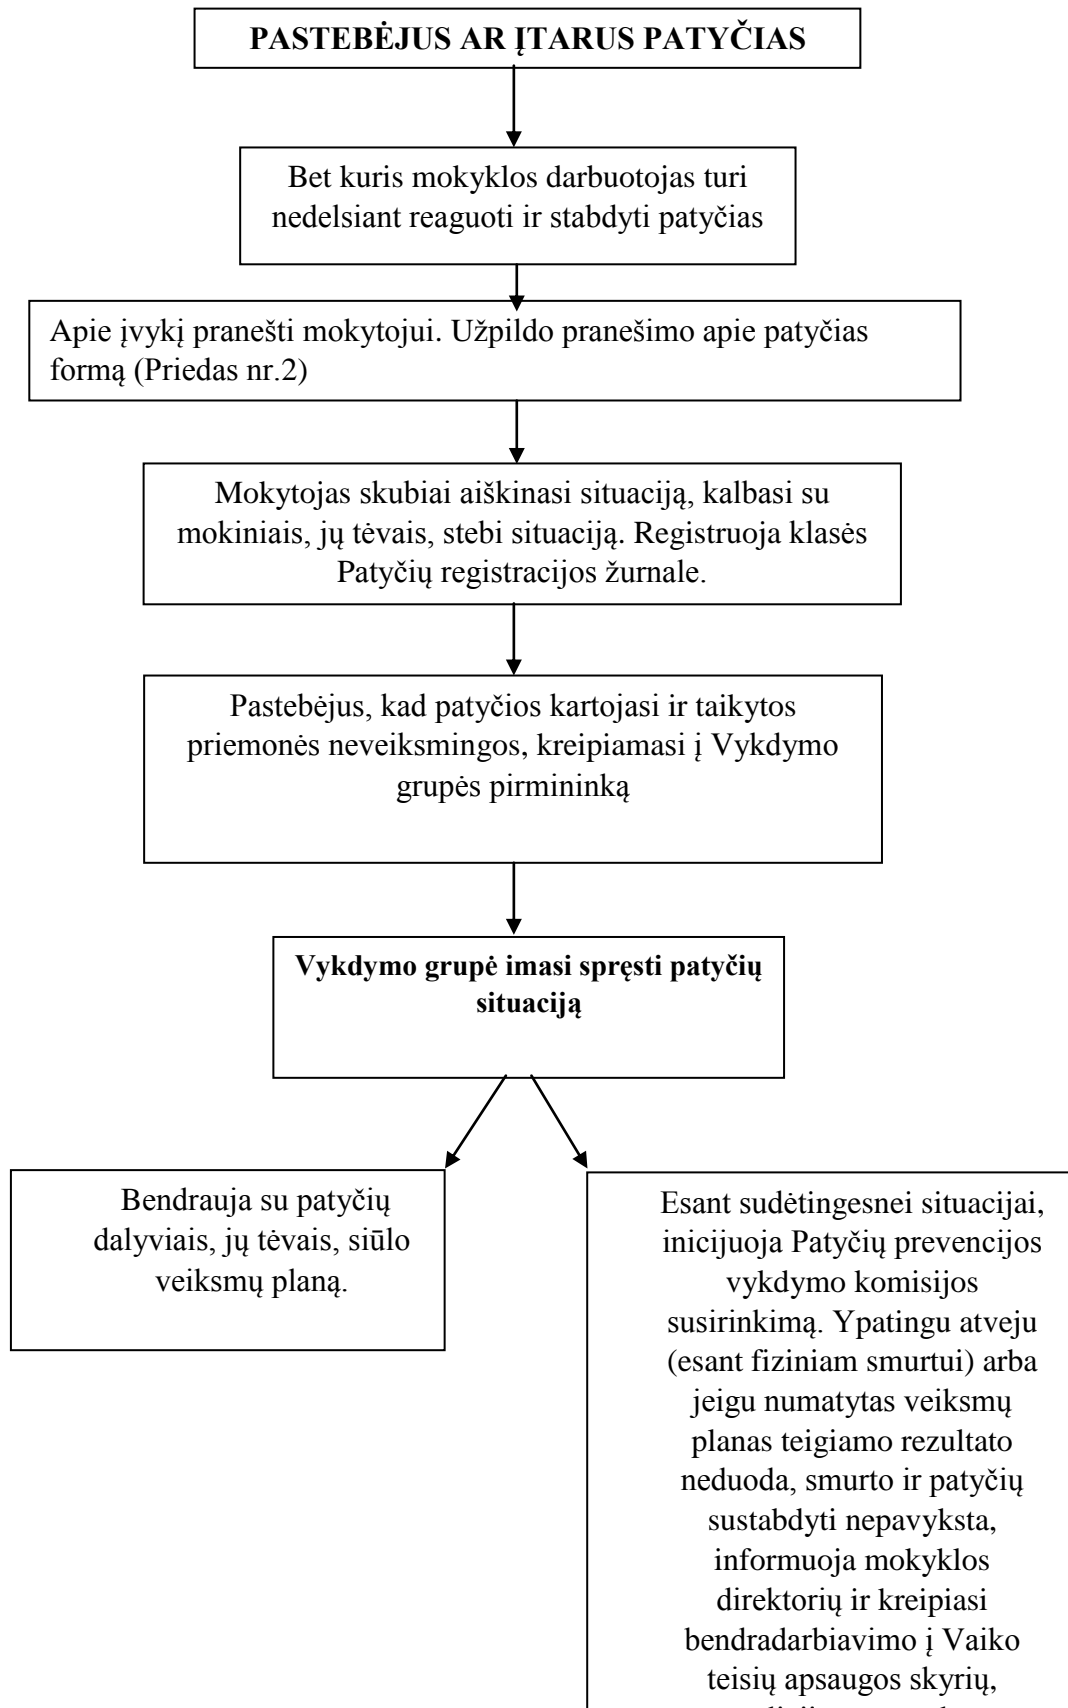 PASTEBĖJUS AR ĮTARUS PATYČIAS
Bet kuris mokyklos darbuotojas turi
nedelsiant reaguoti ir stabdyti patyčias
Apie įvykį pranešti mokytojui. Užpildo pranešimo apie patyčias
formą (Priedas nr.2)
Mokytojas skubiai aiškinasi situaciją, kalbasi su
mokiniais, jų tėvais, stebi situaciją. Registruoja klasės
Patyčių registracijos žurnale.
Pastebėjus, kad patyčios kartojasi ir taikytos
priemonės neveiksmingos, kreipiamasi į Vykdymo
grupės pirmininką
Vykdymo grupė imasi spręsti patyčių
situaciją
Bendrauja su patyčių
dalyviais, jų tėvais, siūlo
veiksmų planą.
Esant sudėtingesnei situacijai,
inicijuoja Patyčių prevencijos
vykdymo komisijos
susirinkimą. Ypatingu atveju
(esant fiziniam smurtui) arba
jeigu numatytas veiksmų
planas teigiamo rezultato
neduoda, smurto ir patyčių
sustabdyti nepavyksta,
informuoja mokyklos
direktorių ir kreipiasi
bendradarbiavimo į Vaiko
teisių apsaugos skyrių,